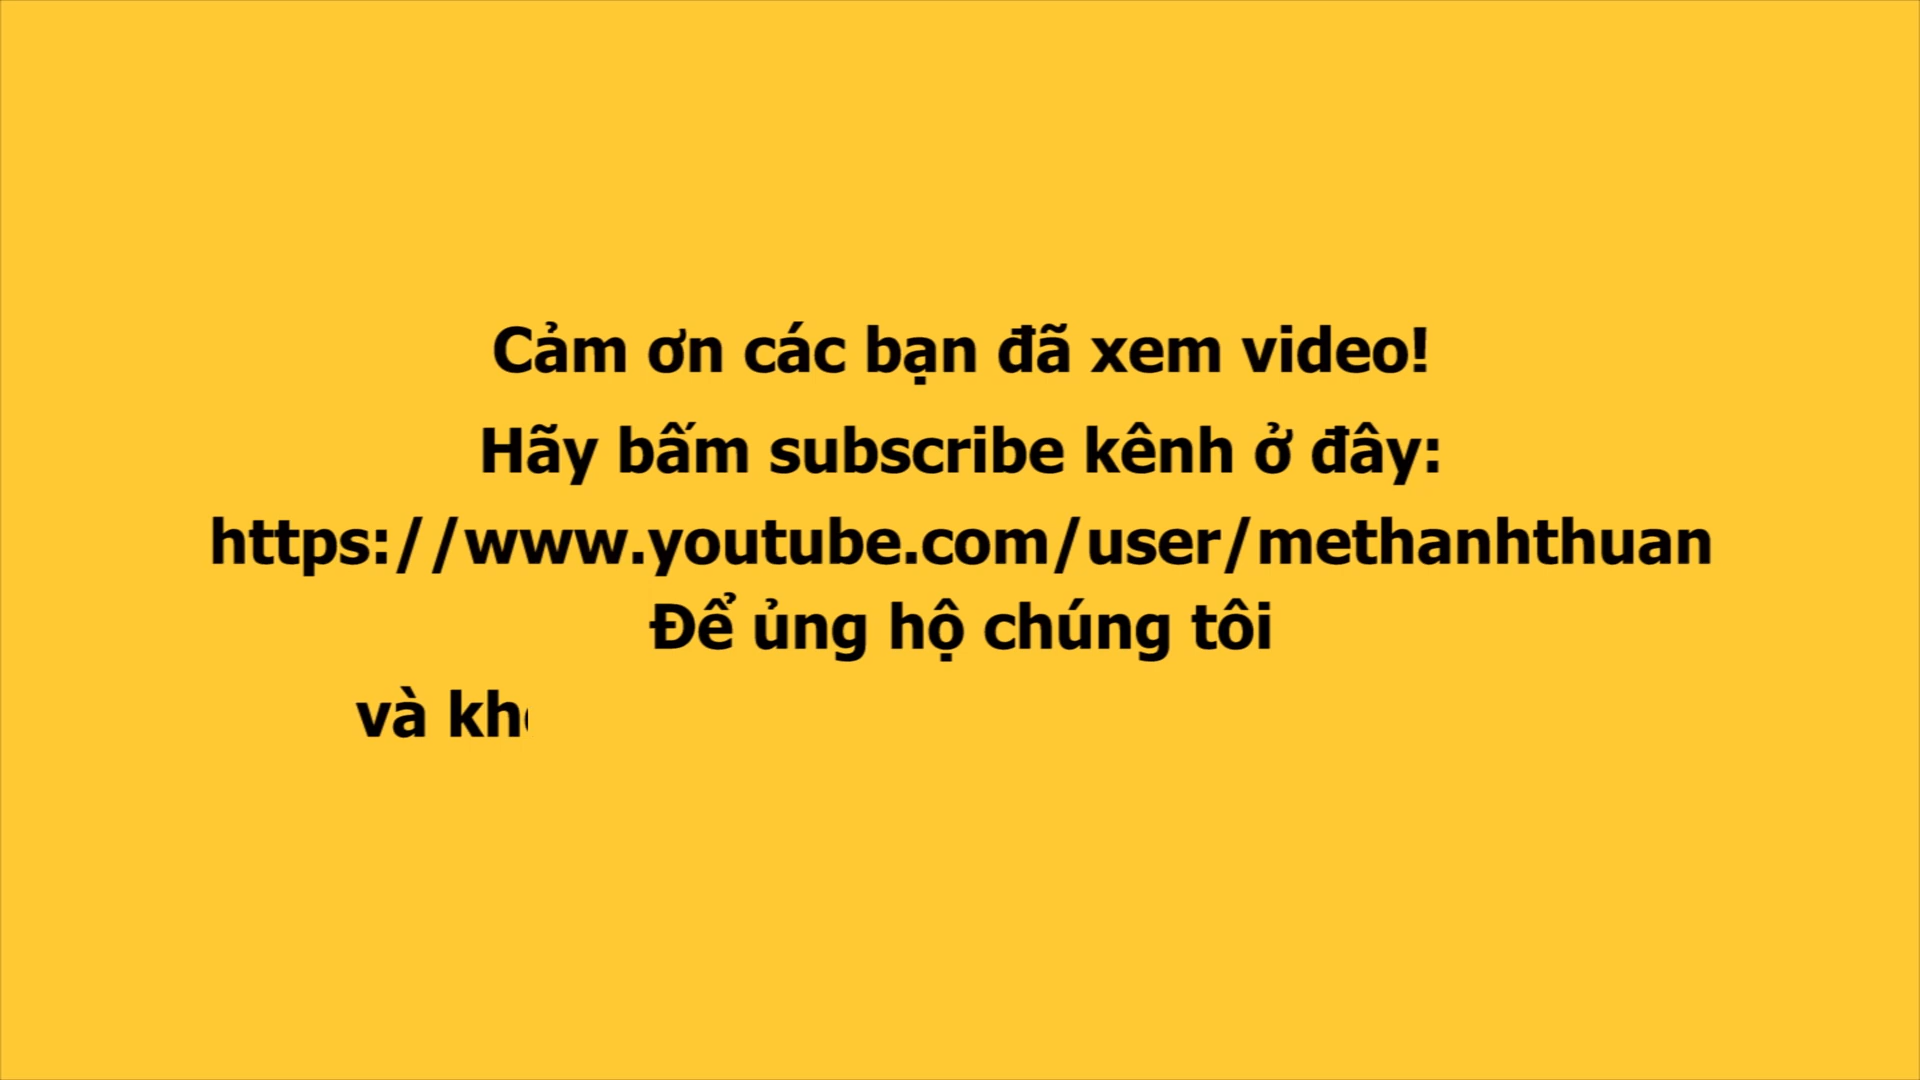 Cảm ơn các bạn đã xem video!
Hãy bấm subscribe kênh ở đây:
https://www.youtube.com/user/methanhthuan
Để ủng hộ chúng tôi
và